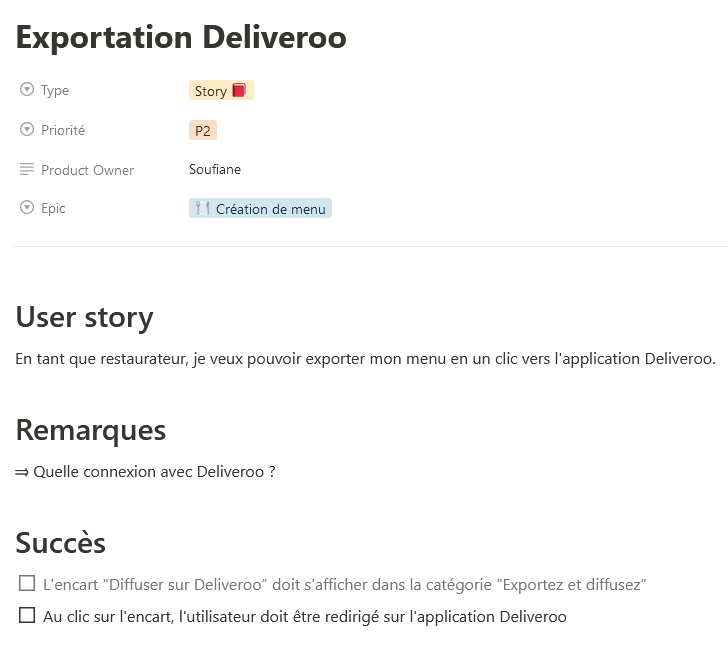 Exportation Deliveroo
Type Story
Priorité P2
Product Owner Soufiane
Epic Création de menu
User story
En tant que restaurateur, je veux pouvoir exporter mon menu en un clic vers l'application Deliveroo.
Remarques
⇒ Quelle connexion avec Deliveroo ?
Succès
L'encart "Diffuser sur Deliveroo” doit s'afficher dans la catégorie "Exportez et diffusez”
Au clic sur l'encart, l'utilisateur doit être redirigé sur l'application Deliveroo